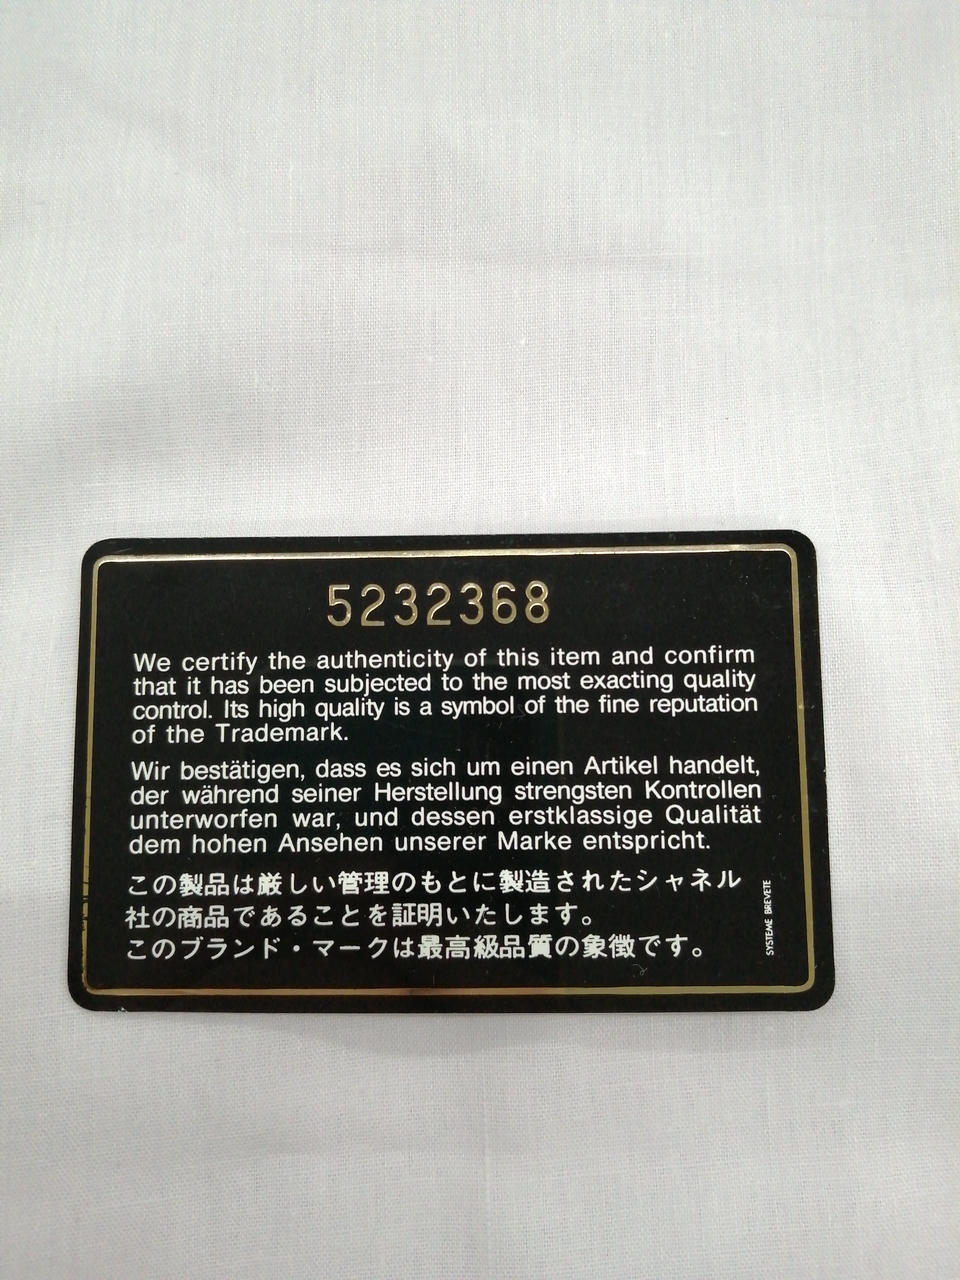 5232368
We certify the authenticity of this item and confirm
that it has been subjected to the most exacting quality
control. Its high quality is a symbol of the fine reputation
of the Trademark.
Wir bestätigen, dass es sich um einen Artikel handelt,
der während seiner Herstellung strengsten Kontrollen
unterworfen war, und dessen erstklassige Qualität
dem hohen Ansehen unserer Marke entspricht.
この製品は厳しい管理のもとに製造されたシャネル
社の商品であることを証明いたします。
このブランド・マークは最高級品質の象徴です。
SYSTEME BREVETE